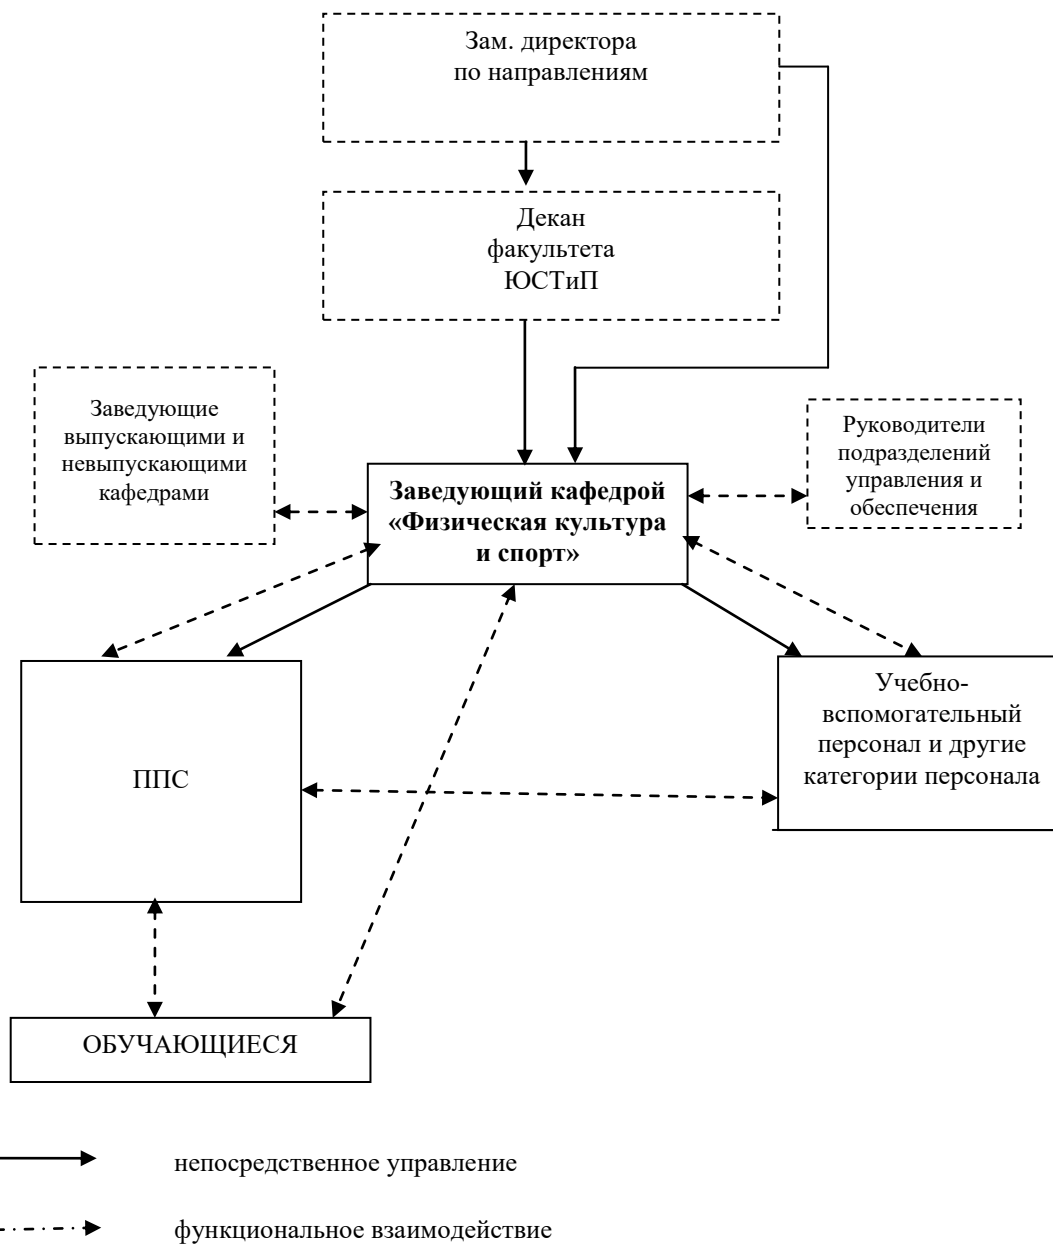 Зам. директора
по направлениям
Декан
факультета
ЮСТиП
Заведующие
выпускающими и
невыпускающими
кафедрами
Руководители
подразделений
управления и
обеспечения
Заведующий кафедрой
«Физическая культура
и спорт»
ППС
Учебно-
вспомогательный
персонал и другие
категории персонала
ОБУЧАЮЩИЕСЯ
непосредственное управление
функциональное взаимодействие